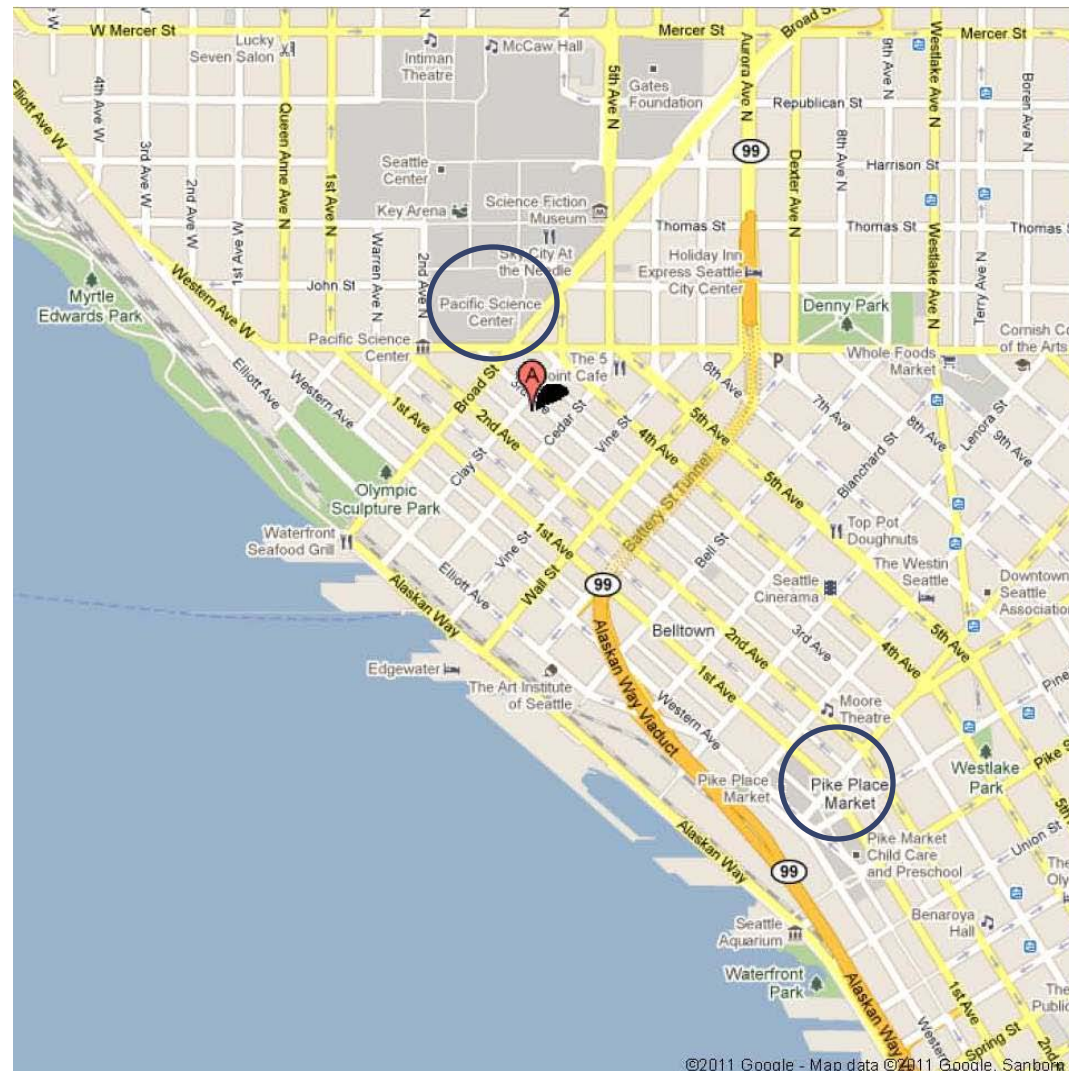 W Mercer St
Lucky
Seven Salon
Intiman
Theatre
McCaw Hall
Mercer St
Broad St
Mercer St
4th Ave W
3rd Ave W
2nd Ave W
1st Ave W
Elliott Ave W
Queen Anne Ave N
1st Ave N
Warren Ave N
2nd Ave N
5th Ave N
Gates
Foundation
Aurora Ave N
Dexter Ave N
8th Ave N
9th Ave N
Westlake Ave N
Westlake Ave N
Terry Ave N
Boren Ave N
Republican St
99
Harrison St
Seattle
Center
Key Arena
Science Fiction
Museum
Thomas St
Thomas St
Thomas S
Sky City At
the Needle
Holiday Inn
Express Seattle
City Center
Myrtle
Edwards Park
Western Ave W
John St
Pacific Science
Center
Pacific Science
Center
Denny Park
Cornish Co
of the Arts
Whole Foods
Market
The 5
oint Cafe
P
A
Elliott Ave
Western Ave
1st Ave
Broad St
2nd Ave
Cedar St
Vine St
Clay St
4th Ave
5th Ave
6th Ave
7th Ave
8th Ave
9th Ave
Lenora St
Blanchard St
5th Ave
Battery St Tunnel
Olympic
Sculpture Park
Waterfront
Seafood Grill
Vine St
1st Ave
Wall St
Bell St
Elliott Ave
Top Pot
Doughnuts
The Westin
Seattle
Seattle
Cinerama
Downtown
Seattle
Association
99
Alaskan Way
Belltown
2nd Ave
3rd Ave
4th Ave
5th Ave
Edgewater
The Art Institute
of Seattle
Alaskan Way Viaduct
Western Ave
1st Ave
Moore
Theatre
Pine
Pike Place
Market
Pike Place
Market
Westlake
Park
Pike S
5th Ave
Alaskan Way
Pike Market
Child Care
and Preschool
Union St
99
The
Oly
Benaroya
Hall
Seattle
Aquarium
Waterfront
Park
Alaskan Way
1st Ave
Western
Spring St
2nd
The
Public
©2011 Google - Map data ©2011 Google, Sanborn